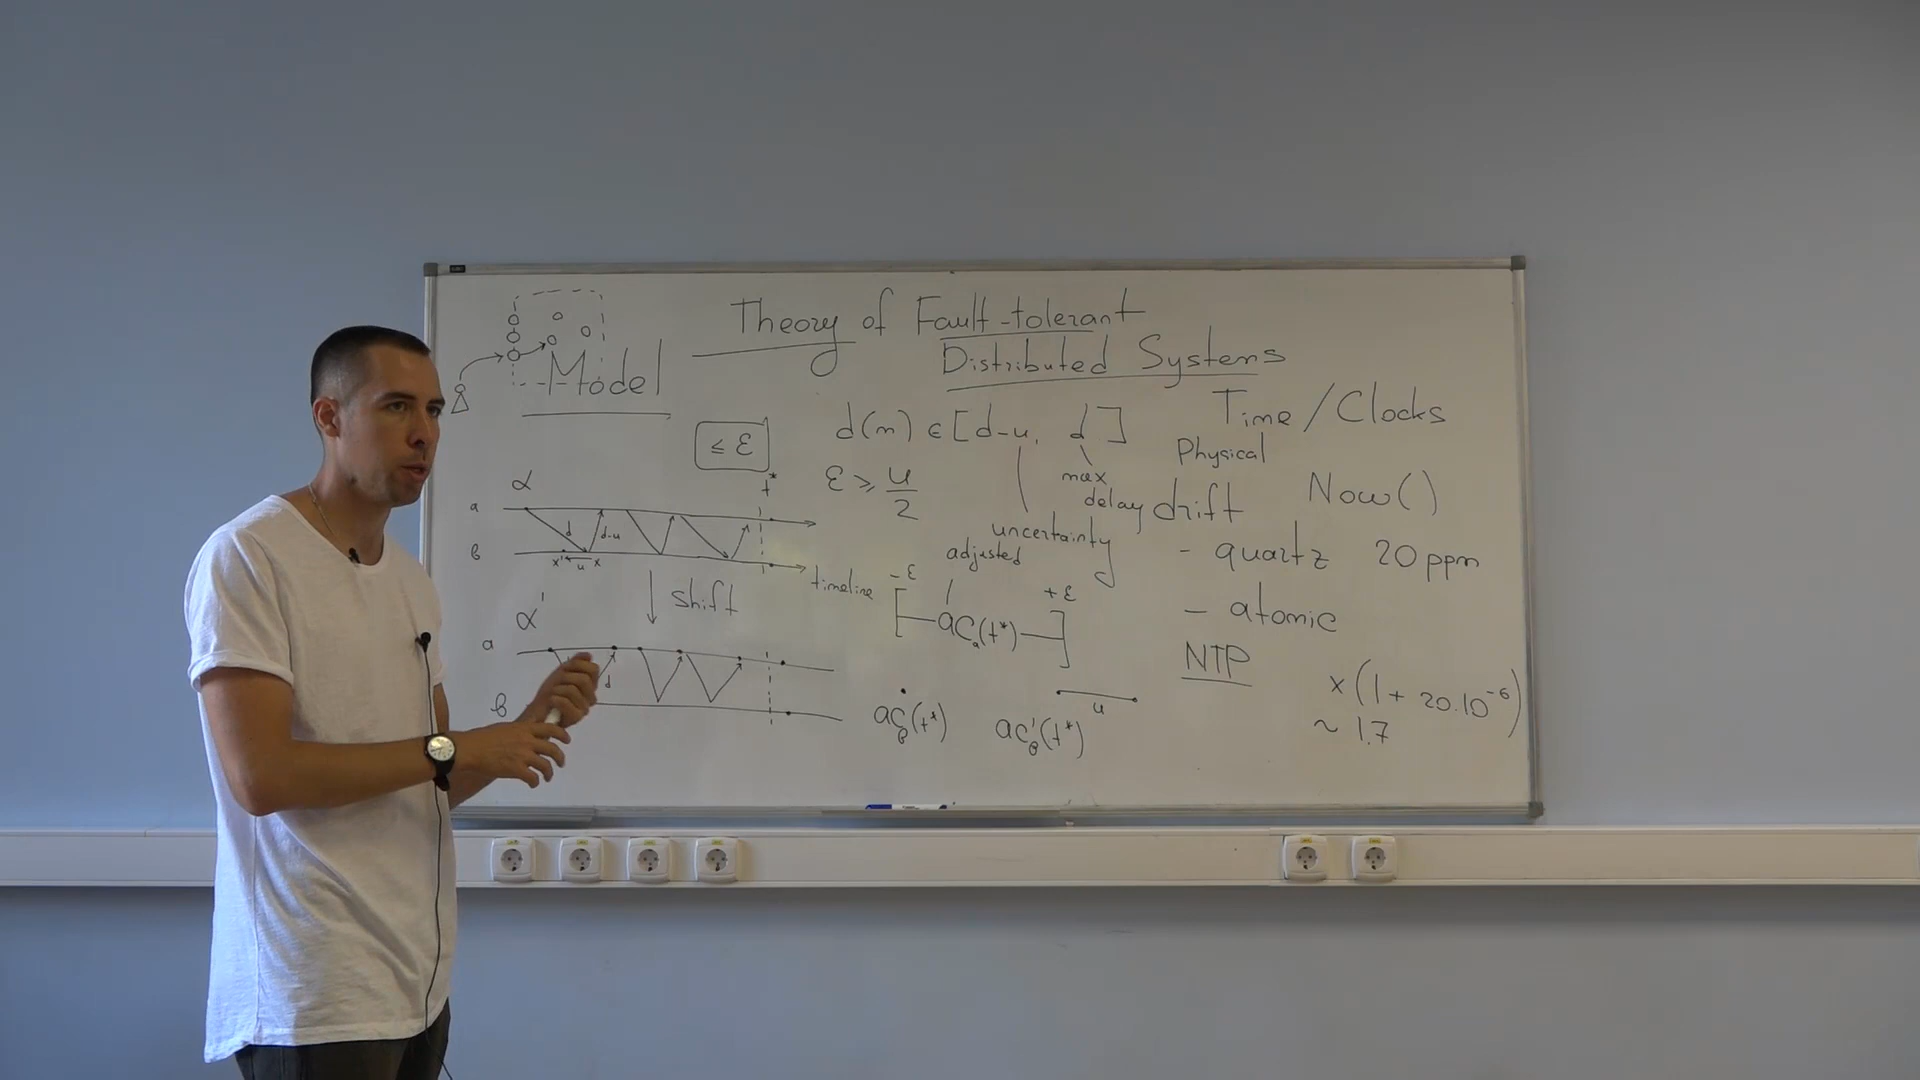 Theory of Fault-tolerant
Distributed Systems
Model
Time / Clocks
Physical
Now()
≤ ε
d(m) ∈ [d-u, d]
ε ≥ u/2
max
delay
uncertainty
drift
- quartz 20 ppm
- atomic
NTP
× (1 + 20·10⁻⁶)
~ 1.7
α
t*
a
d
d-u
b
x' u x
timeline
shift
α'
a
d
b
adjusted
-ε
+ε
[ acₐ(t*) ]
ac_b(t*)
ac'_b(t*)
u